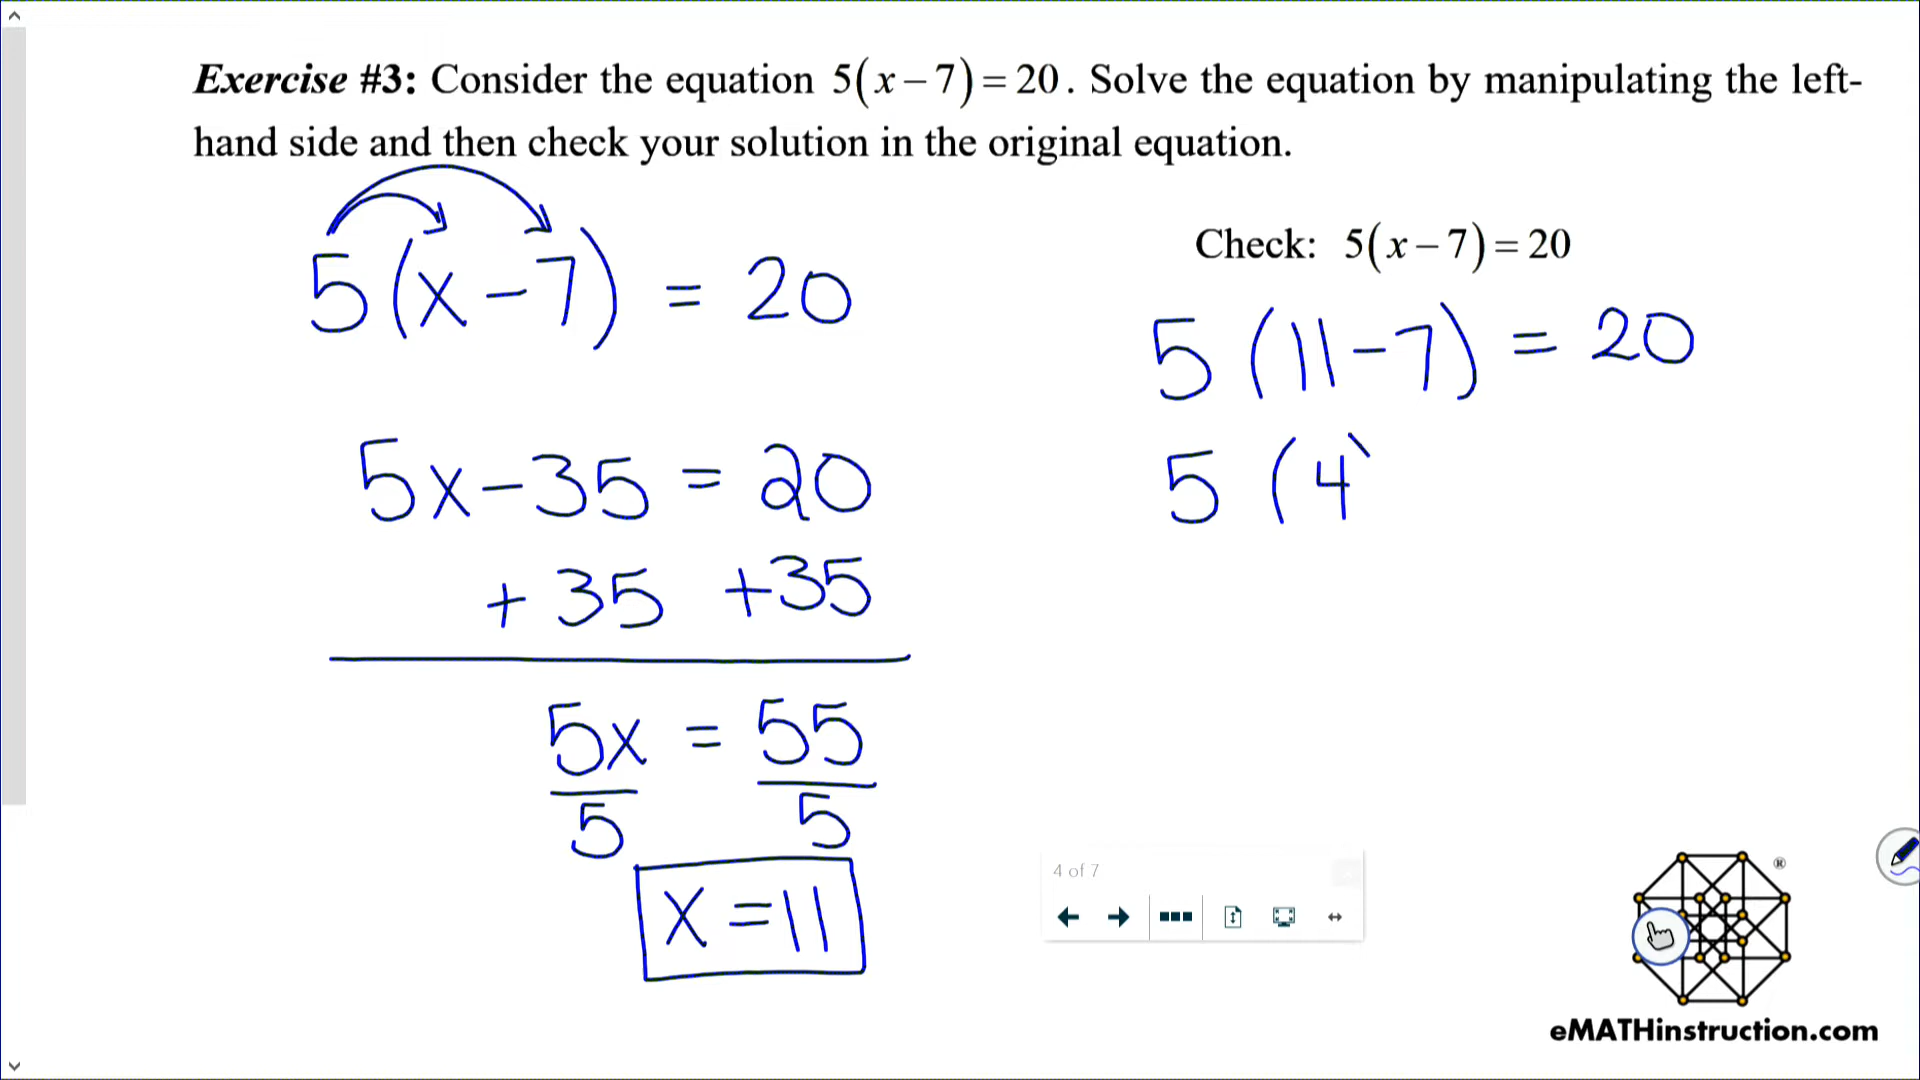 Exercise #3: Consider the equation 5(x−7)=20. Solve the equation by manipulating the left-
hand side and then check your solution in the original equation.
5(x−7) = 20
5x−35 = 20
+ 35 +35
5x = 55
5 5
x = 11
Check: 5(x−7)=20
5 (11−7) = 20
5 (4
4 of 7
®
eMATHinstruction.com